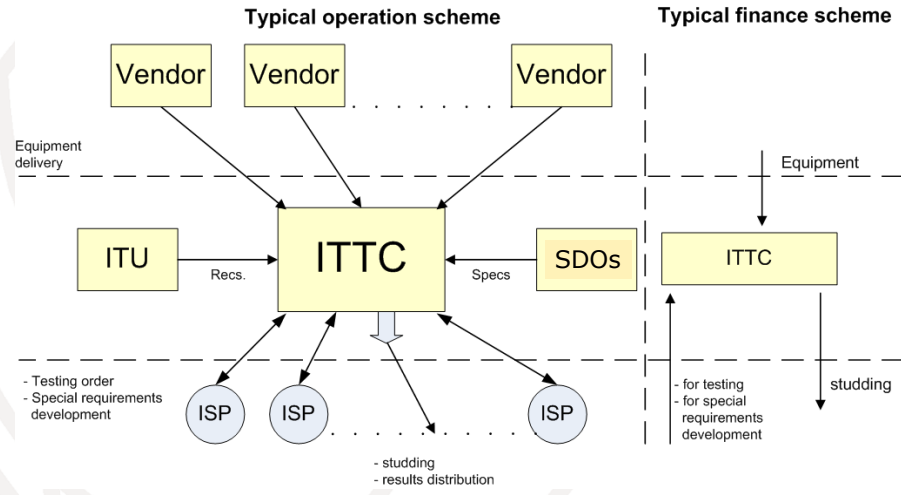 Typical operation scheme
Typical finance scheme
Vendor
Vendor
Vendor
Equipment
delivery
Equipment
ITU
Recs.
ITTC
Specs
SDOs
ITTC
- Testing order
- Special requirements
development
ISP
ISP
ISP
- studding
- results distribution
- for testing
- for special
requirements
development
studding